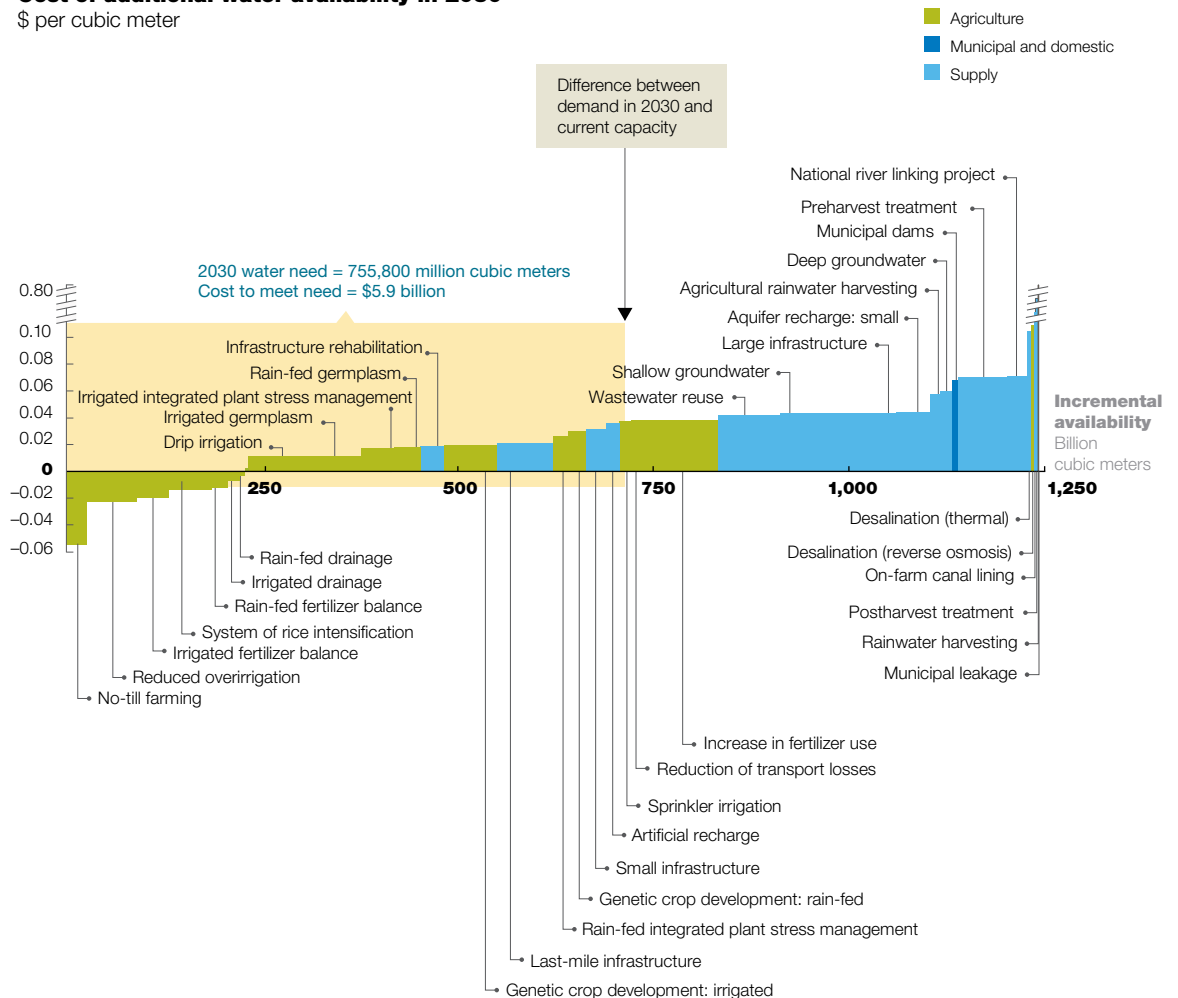 Cost of additional water availability in 2030
$ per cubic meter
Agriculture
Municipal and domestic
Supply
Difference between
demand in 2030 and
current capacity
National river linking project
Preharvest treatment
Municipal dams
Deep groundwater
2030 water need = 755,800 million cubic meters
Cost to meet need = $5.9 billion
Agricultural rainwater harvesting
Aquifer recharge: small
Large infrastructure
Shallow groundwater
Wastewater reuse
Infrastructure rehabilitation
Rain-fed germplasm
Irrigated integrated plant stress management
Irrigated germplasm
Drip irrigation
0.80
0.10
0.08
0.06
0.04
0.02
0
–0.02
–0.04
–0.06
250
500
750
1,000
1,250
Incremental
availability
Billion
cubic meters
Rain-fed drainage
Irrigated drainage
Rain-fed fertilizer balance
System of rice intensification
Irrigated fertilizer balance
Reduced overirrigation
No-till farming
Desalination (thermal)
Desalination (reverse osmosis)
On-farm canal lining
Postharvest treatment
Rainwater harvesting
Municipal leakage
Increase in fertilizer use
Reduction of transport losses
Sprinkler irrigation
Artificial recharge
Small infrastructure
Genetic crop development: rain-fed
Rain-fed integrated plant stress management
Last-mile infrastructure
Genetic crop development: irrigated